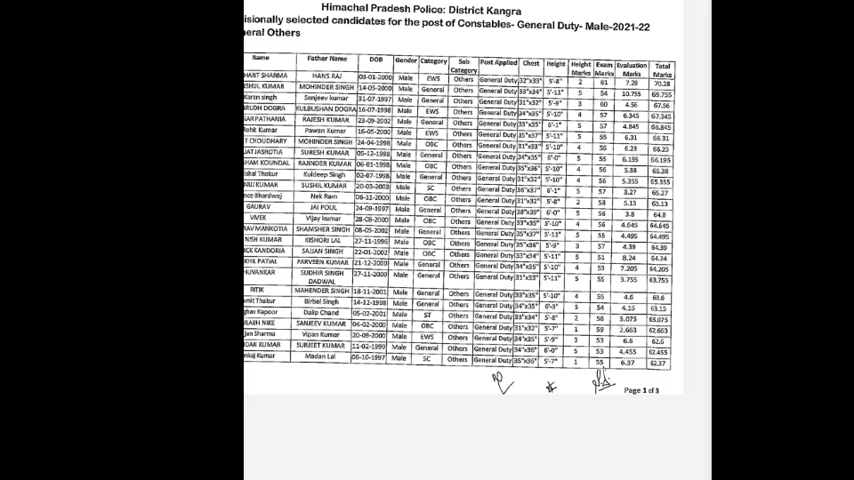 Himachal Pradesh Police: District Kangra
isionally selected candidates for the post of Constables- General Duty- Male-2021-22
neral Others
Name Father Name DOB Gender Category Sub Category Post Applied Chest Height Height Marks Exam Marks Evaluation Marks Total Marks
HANT SHARMA HANS RAJ 03-01-2000 Male EWS Others General Duty 32"x33" 5'-8" 2 61 7.28 70.28
SHUL KUMAR MOHINDER SINGH 14-05-2000 Male General Others General Duty 33"x34" 5'-11" 5 54 10.755 69.755
Karan singh Sanjeev kumar 31-07-1997 Male General Others General Duty 31"x32" 5'-9" 3 60 4.56 67.56
RUDH DOGRA KULBUSHAN DOGRA 16-07-1998 Male EWS Others General Duty 34"x35" 5'-10" 4 57 6.345 67.345
SAR PATHANIA RAJESH KUMAR 23-09-2002 Male General Others General Duty 33"x35" 6'-1" 5 57 4.845 66.845
Rohit Kumar Pawan Kumar 16-05-2000 Male EWS Others General Duty 35"x37" 5'-11" 5 55 6.31 66.31
T CHOUDHARY MOHINDER SINGH 24-04-1998 Male OBC Others General Duty 31"x33" 5'-10" 4 56 6.23 66.23
JAT JASROTIA SURESH KUMAR 05-12-1998 Male General Others General Duty 34"x35" 6'-0" 5 55 6.195 66.195
HAM KOUNDAL RAJINDER KUMAR 06-01-1998 Male OBC Others General Duty 35"x36" 5'-10" 4 56 5.38 65.38
ishal Thakur Kuldeep Singh 02-07-1998 Male General Others General Duty 31"x32" 5'-10" 4 56 5.355 65.355
NUJ KUMAR SUSHIL KUMAR 20-03-2003 Male SC Others General Duty 36"x37" 6'-1" 5 57 3.27 65.27
nce Bhardwaj Nek Ram 06-11-2000 Male OBC Others General Duty 31"x32" 5'-8" 2 58 5.13 65.13
GAURAV JAI POUL 24-09-1997 Male General Others General Duty 38"x39" 6'-0" 5 56 3.8 64.8
VIVEK Vijay kumar 28-08-2000 Male OBC Others General Duty 34"x35" 5'-10" 4 56 4.645 64.645
RAV MANKOTIA SHAMSHER SINGH 08-05-2002 Male General Others General Duty 35"x37" 5'-11" 5 55 4.495 64.495
NISH KUMAR KISHORI LAL 27-11-1996 Male OBC Others General Duty 35"x36" 5'-9" 3 57 4.39 64.39
CK KANDORIA SAJJAN SINGH 22-01-2002 Male OBC Others General Duty 33"x34" 5'-11" 5 51 8.24 64.24
KHIL PATIAL PARVEEN KUMAR 21-12-2000 Male General Others General Duty 34"x35" 5'-10" 4 53 7.205 64.205
HUVANKAR SUDHIR SINGH DADWAL 27-11-2000 Male General Others General Duty 31"x33" 5'-11" 5 55 3.755 63.755
RITIK MAHENDER SINGH 18-11-2001 Male General Others General Duty 33"x35" 5'-10" 4 55 4.6 63.6
mit Thakur Birbal Singh 14-12-1998 Male General Others General Duty 34"x35" 6'-3" 5 54 4.15 63.15
ghav Kapoor Dalip Chand 05-02-2001 Male ST Others General Duty 33"x34" 5'-8" 2 58 3.075 63.075
NIKE SANJEEV KUMAR 04-02-2000 Male OBC Others General Duty 31"x32" 5'-7" 1 59 2.663 62.663
jan Sharma Vipan Kumar 20-09-2000 Male EWS Others General Duty 34"x35" 5'-9" 3 53 6.6 62.6
DAN KUMAR SURJEET KUMAR 11-02-1999 Male General Others General Duty 34"x36" 6'-0" 5 53 4.455 62.455
nkaj Kumar Madan Lal 06-10-1997 Male SC Others General Duty 35"x36" 5'-7" 1 55 6.37 62.37
Page 1 of 3